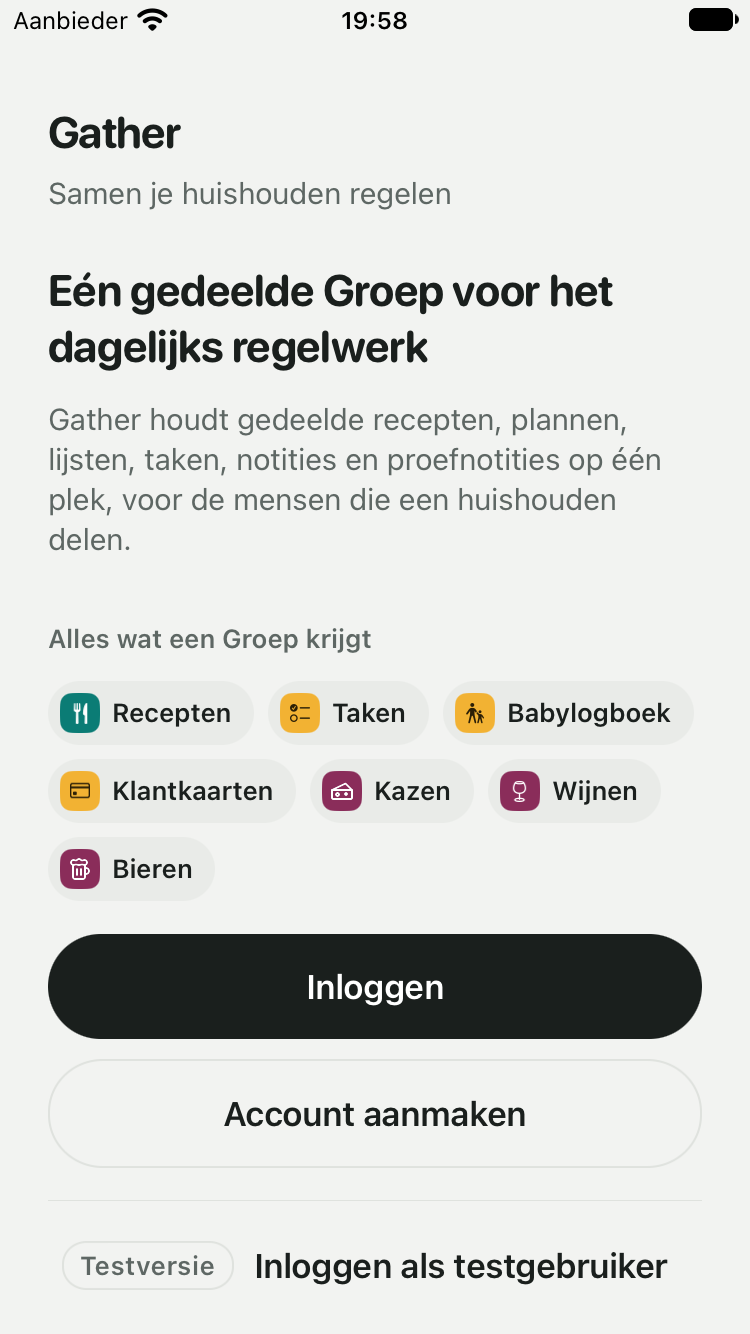 Aanbieder 19:58
Gather
Samen je huishouden regelen
Eén gedeelde Groep voor het
dagelijks regelwerk
Gather houdt gedeelde recepten, plannen,
lijsten, taken, notities en proefnotities op één
plek, voor de mensen die een huishouden
delen.
Alles wat een Groep krijgt
Recepten Taken Babylogboek
Klantkaarten Kazen Wijnen
Bieren
Inloggen
Account aanmaken
Testversie Inloggen als testgebruiker